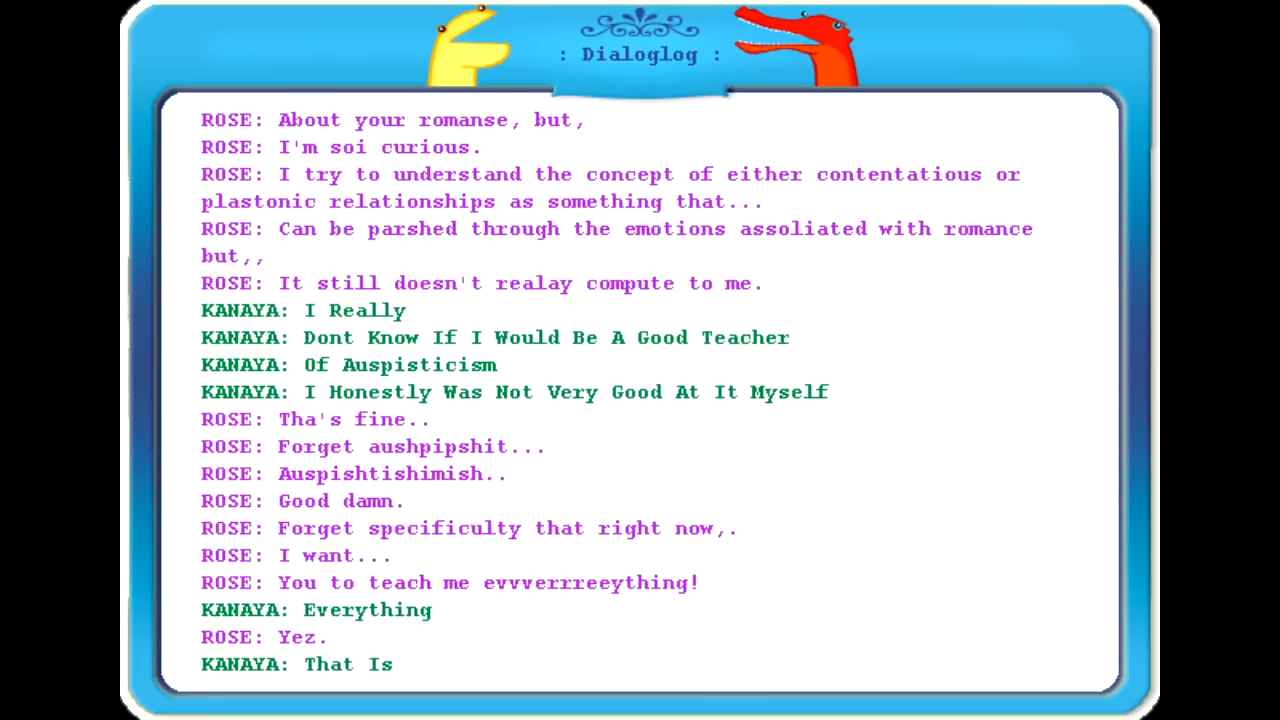 : Dialoglog :
ROSE: About your romanse, but,
ROSE: I'm soi curious.
ROSE: I try to understand the concept of either contentatious or
plastonic relationships as something that...
ROSE: Can be parshed through the emotions assoliated with romance
but,,
ROSE: It still doesn't realay compute to me.
KANAYA: I Really
KANAYA: Dont Know If I Would Be A Good Teacher
KANAYA: Of Auspisticism
KANAYA: I Honestly Was Not Very Good At It Myself
ROSE: Tha's fine..
ROSE: Forget aushpipshit...
ROSE: Auspishtishimish..
ROSE: Good damn.
ROSE: Forget specificulty that right now,.
ROSE: I want...
ROSE: You to teach me evvverrreeything!
KANAYA: Everything
ROSE: Yez.
KANAYA: That Is